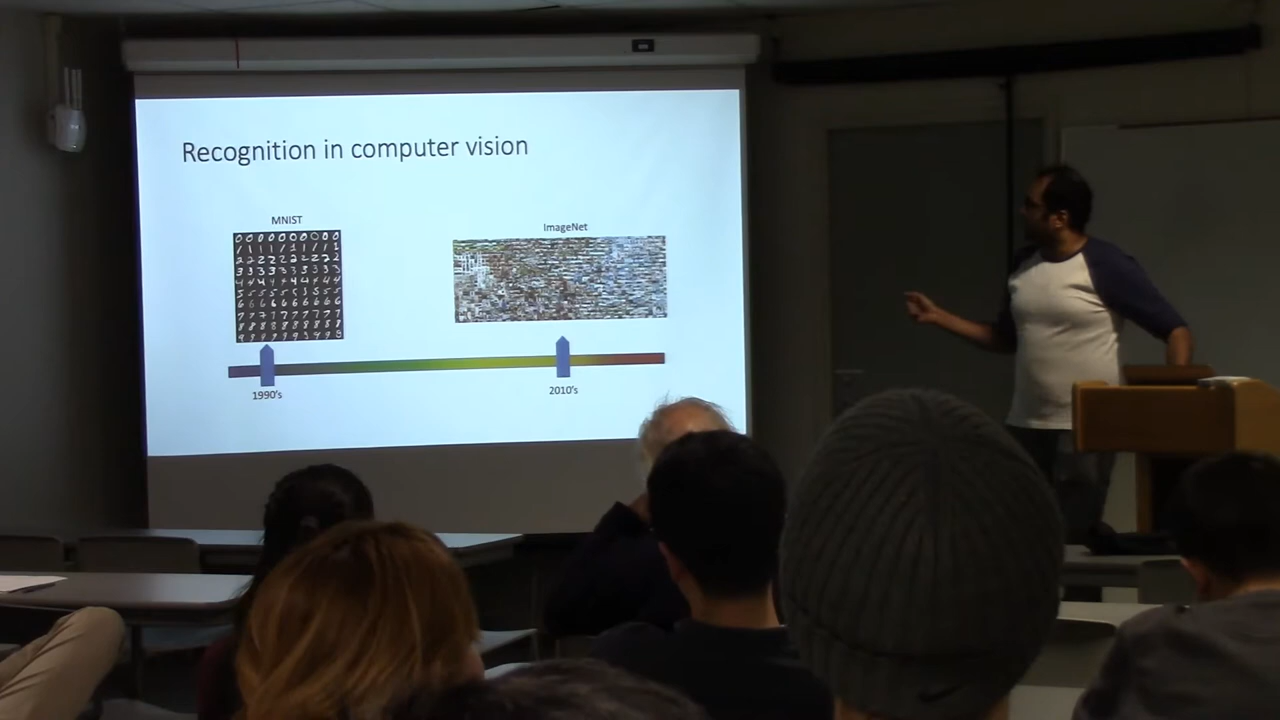 Recognition in computer vision
MNIST
ImageNet
1990's
2010's